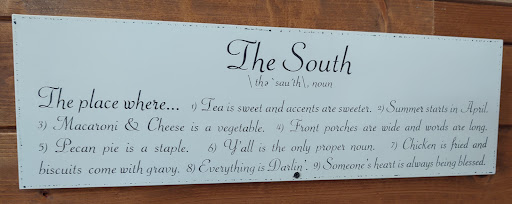 The South
\ thə ˈsau̇th \, noun
The place where... 1) Tea is sweet and accents are sweeter. 2) Summer starts in April.
3) Macaroni & Cheese is a vegetable. 4) Front porches are wide and words are long.
5) Pecan pie is a staple. 6) Y'all is the only proper noun. 7) Chicken is fried and
biscuits come with gravy. 8) Everything is Darlin'. 9) Someone's heart is always being blessed.